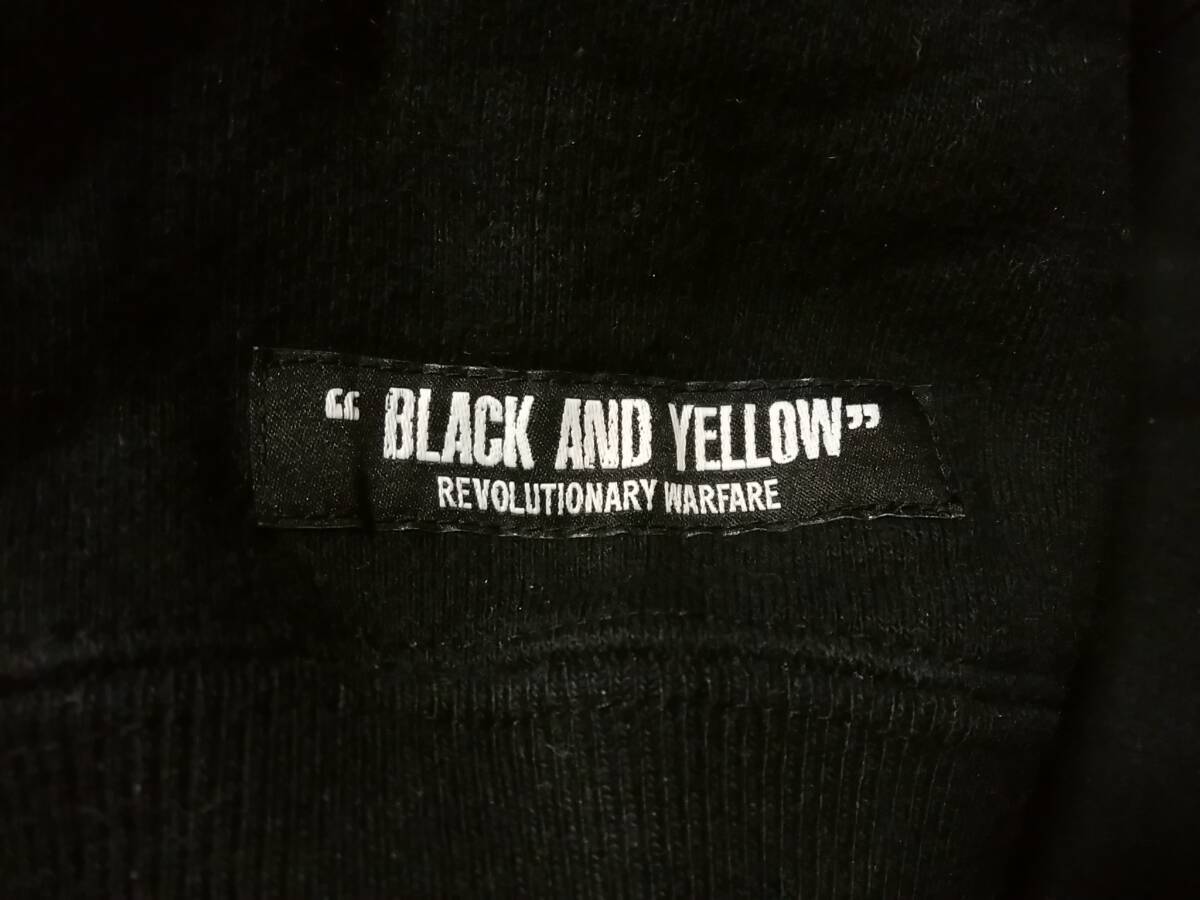 “ BLACK AND YELLOW”
REVOLUTIONARY WARFARE